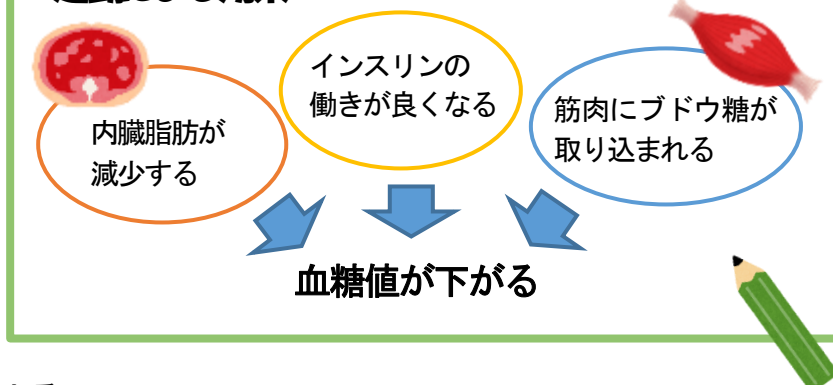 内臓脂肪が
減少する
インスリンの
働きが良くなる
筋肉にブドウ糖が
取り込まれる
血糖値が下がる